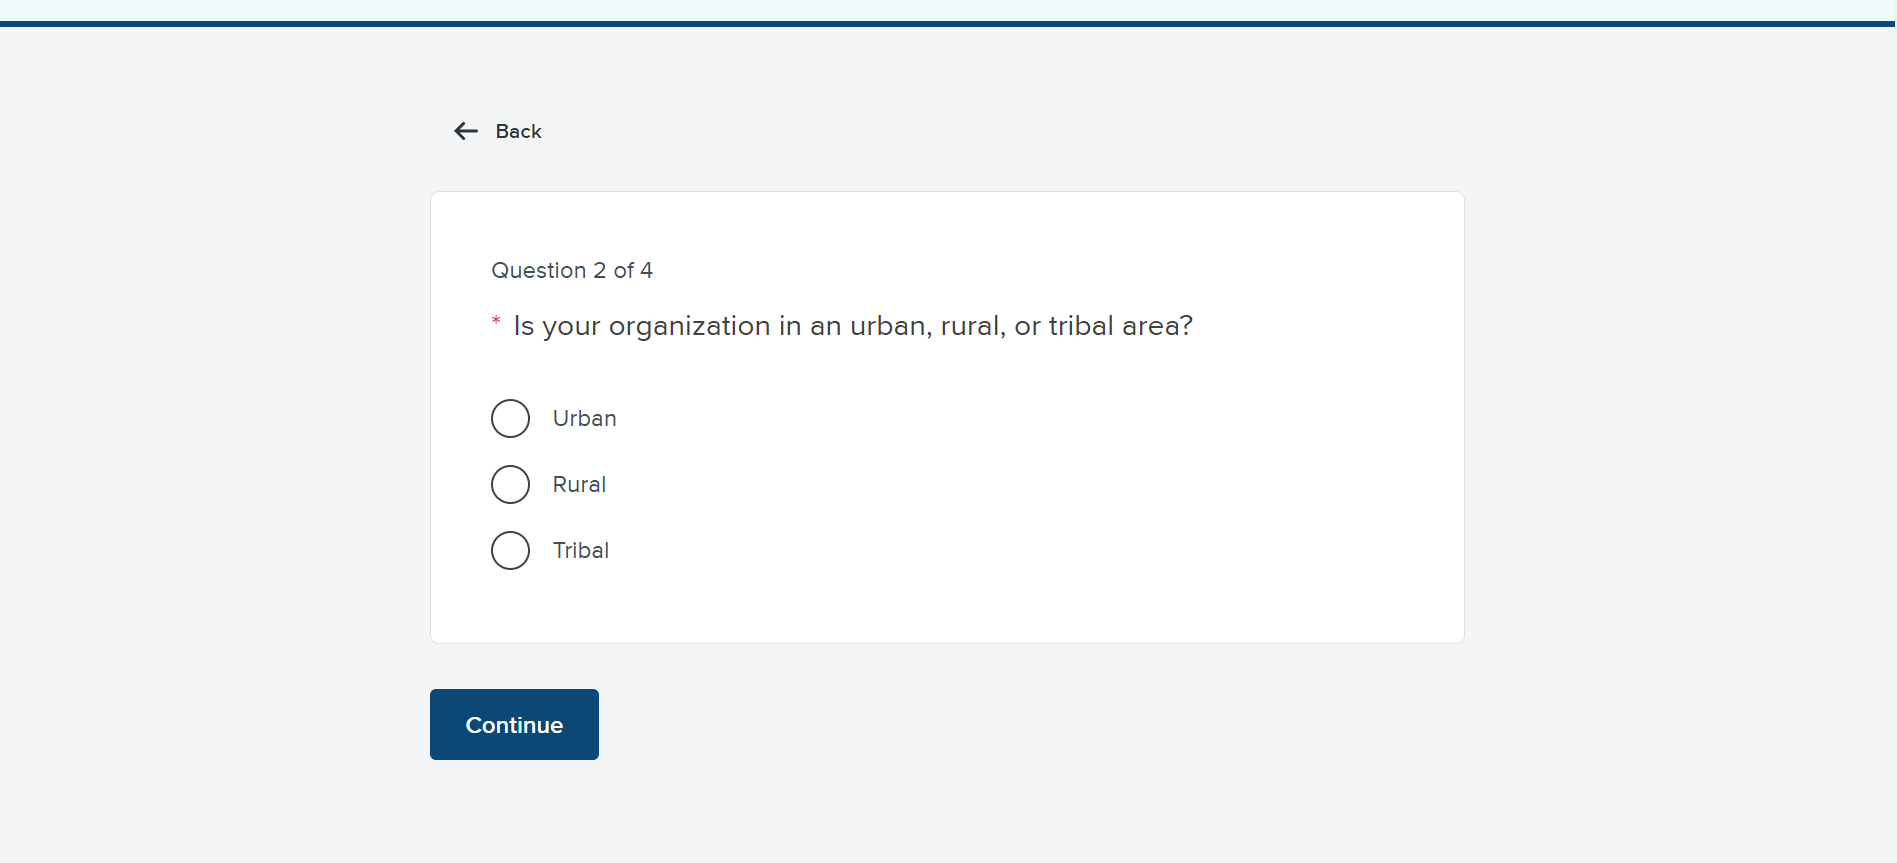 Back
Question 2 of 4
* Is your organization in an urban, rural, or tribal area?
Urban
Rural
Tribal
Continue